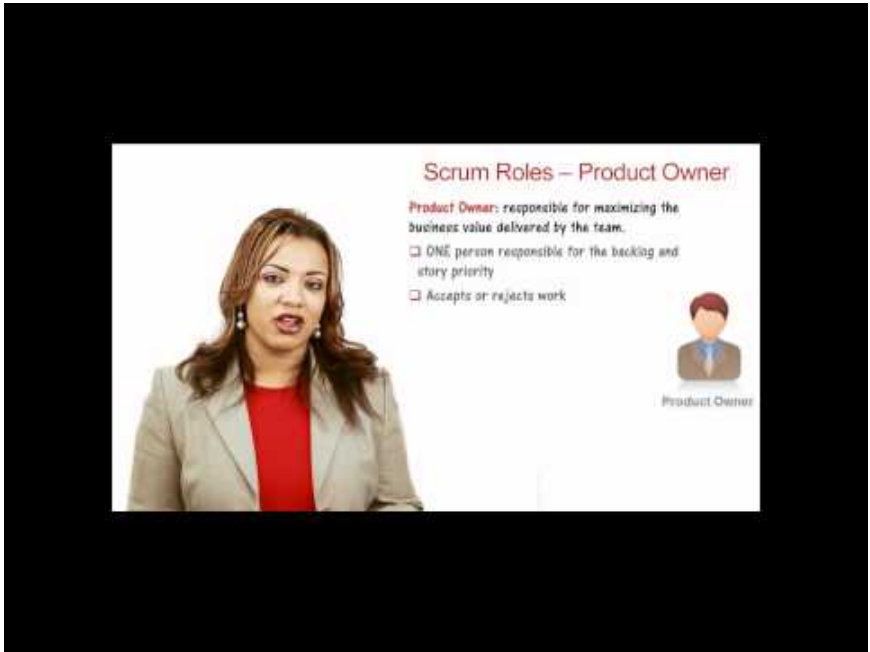 Scrum Roles – Product Owner
Product Owner: responsible for maximizing the
business value delivered by the team.
ONE person responsible for the backlog and
story priority
Accepts or rejects work
Product Owner